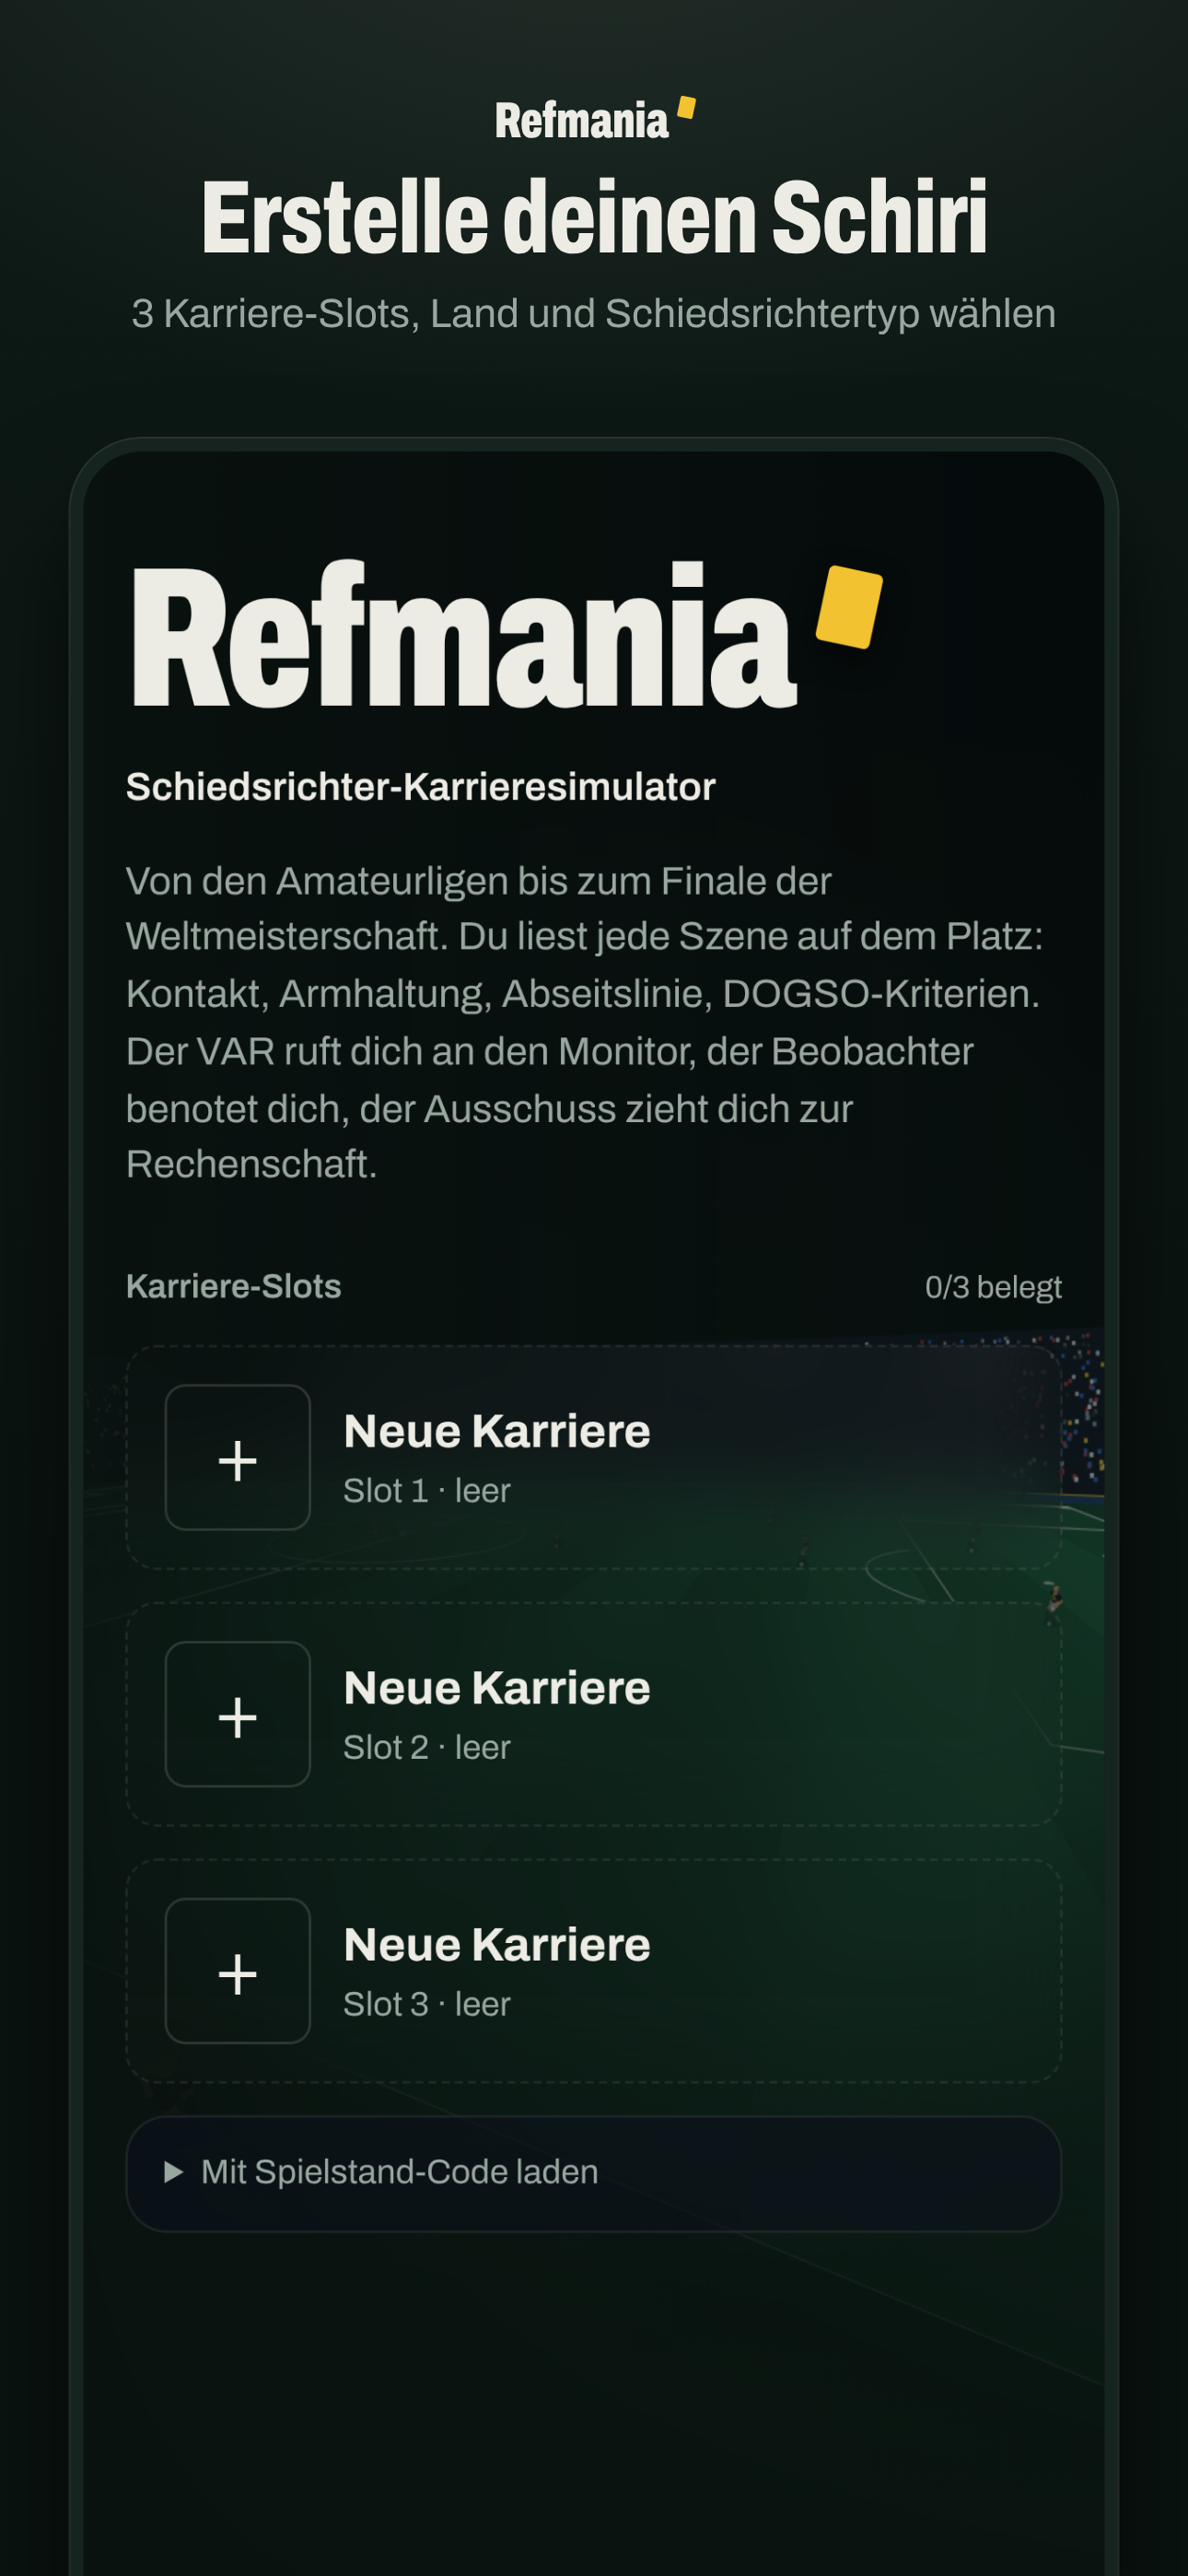 Refmania
Erstelle deinen Schiri
3 Karriere-Slots, Land und Schiedsrichtertyp wählen
Refmania
Schiedsrichter-Karrieresimulator
Von den Amateurligen bis zum Finale der
Weltmeisterschaft. Du liest jede Szene auf dem Platz:
Kontakt, Armhaltung, Abseitslinie, DOGSO-Kriterien.
Der VAR ruft dich an den Monitor, der Beobachter
benotet dich, der Ausschuss zieht dich zur
Rechenschaft.
Karriere-Slots 0/3 belegt
Neue Karriere
Slot 1 · leer
Neue Karriere
Slot 2 · leer
Neue Karriere
Slot 3 · leer
Mit Spielstand-Code laden